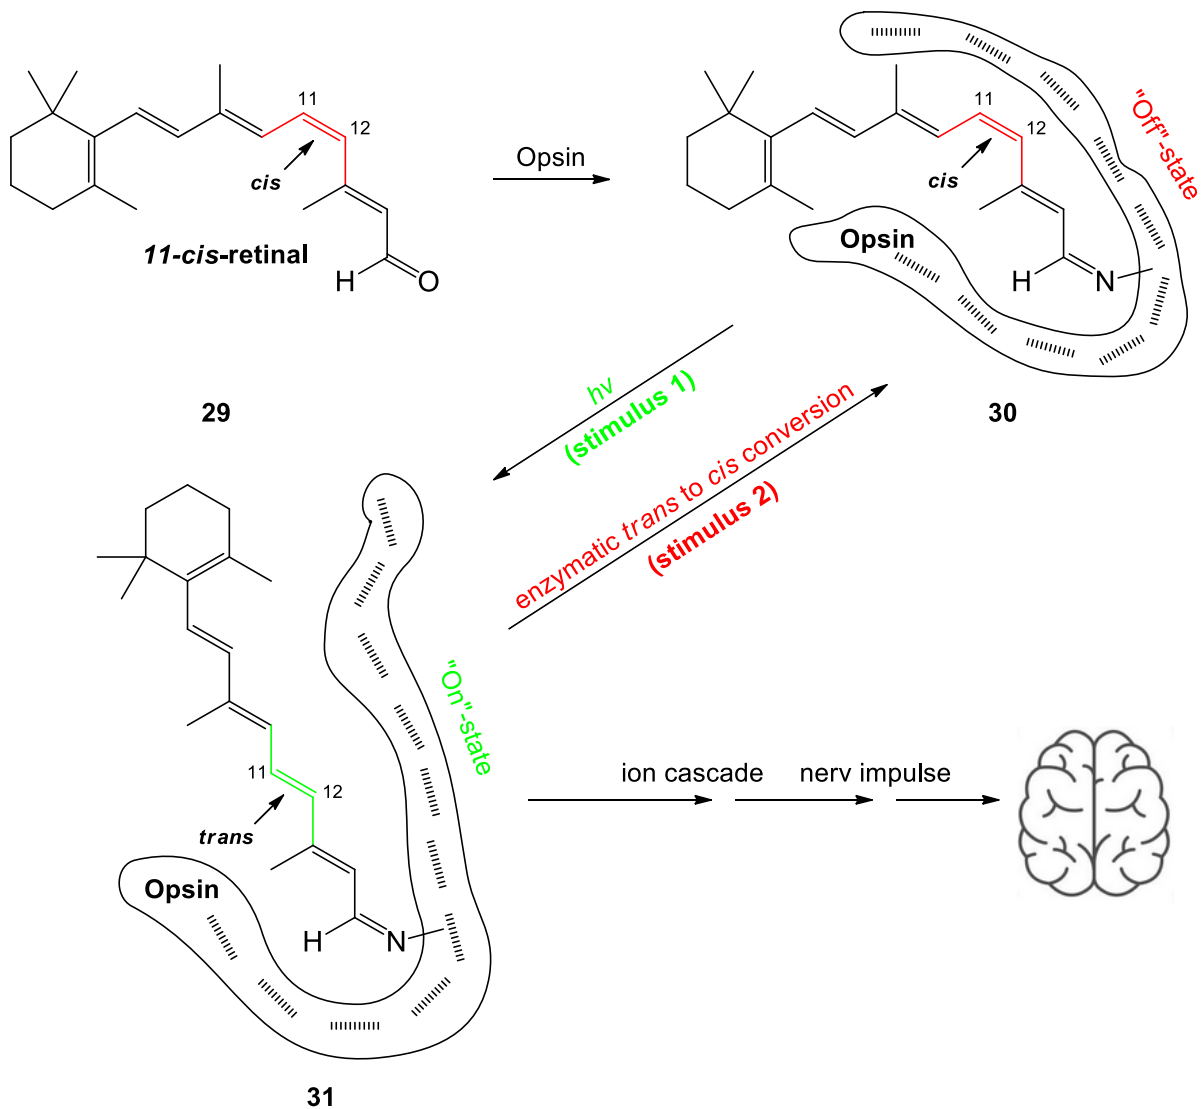 11
12
cis
11-cis-retinal
H
O
29
Opsin
11
12
cis
Opsin
H
N
"Off"-state
30
hν
(stimulus 1)
enzymatic trans to cis conversion
(stimulus 2)
11
12
trans
Opsin
H
N
"On"-state
31
ion cascade
nerv impulse